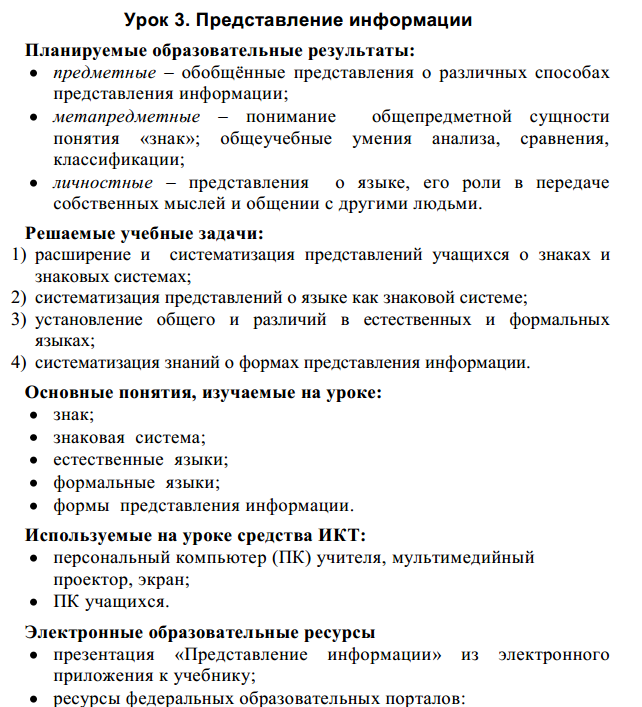 Урок 3. Представление информации
Планируемые образовательные результаты:
• предметные – обобщённые представления о различных способах
представления информации;
• метапредметные – понимание общепредметной сущности
понятия «знак»; общеучебные умения анализа, сравнения,
классификации;
• личностные – представления о языке, его роли в передаче
собственных мыслей и общении с другими людьми.
Решаемые учебные задачи:
1) расширение и систематизация представлений учащихся о знаках и
знаковых системах;
2) систематизация представлений о языке как знаковой системе;
3) установление общего и различий в естественных и формальных
языках;
4) систематизация знаний о формах представления информации.
Основные понятия, изучаемые на уроке:
• знак;
• знаковая система;
• естественные языки;
• формальные языки;
• формы представления информации.
Используемые на уроке средства ИКТ:
• персональный компьютер (ПК) учителя, мультимедийный
проектор, экран;
• ПК учащихся.
Электронные образовательные ресурсы
• презентация «Представление информации» из электронного
приложения к учебнику;
• ресурсы федеральных образовательных порталов: